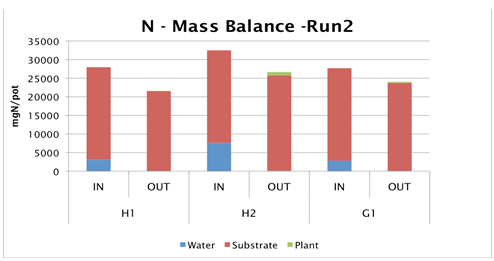 N - Mass Balance -Run2
mgN/pot
35000
30000
25000
20000
15000
10000
5000
0
IN OUT IN OUT IN OUT
H1 H2 G1
Water Substrate Plant